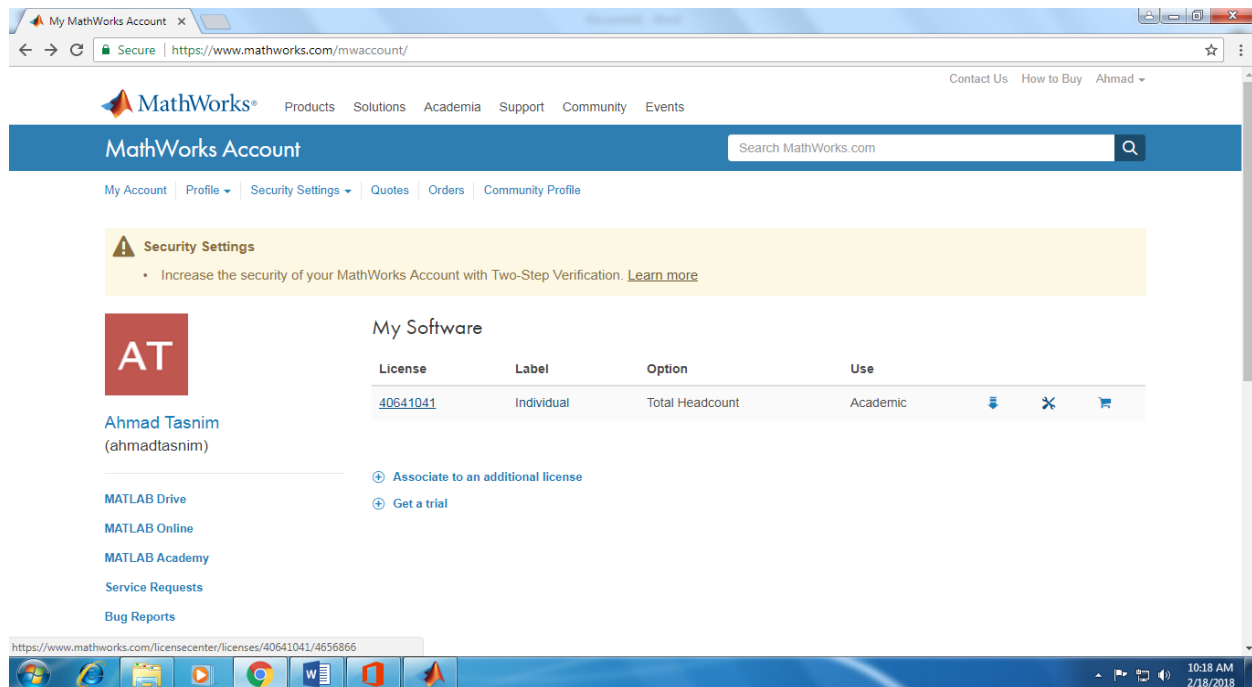 My MathWorks Account
Secure | https://www.mathworks.com/mwaccount/
Contact Us How to Buy Ahmad
MathWorks® Products Solutions Academia Support Community Events
MathWorks Account Search MathWorks.com
My Account Profile Security Settings Quotes Orders Community Profile
Security Settings
• Increase the security of your MathWorks Account with Two-Step Verification. Learn more
AT
My Software
License Label Option Use
40641041 Individual Total Headcount Academic
Ahmad Tasnim
(ahmadtasnim)
Associate to an additional license
Get a trial
MATLAB Drive
MATLAB Online
MATLAB Academy
Service Requests
Bug Reports
https://www.mathworks.com/licensecenter/licenses/40641041/4656866
10:18 AM
2/18/2018